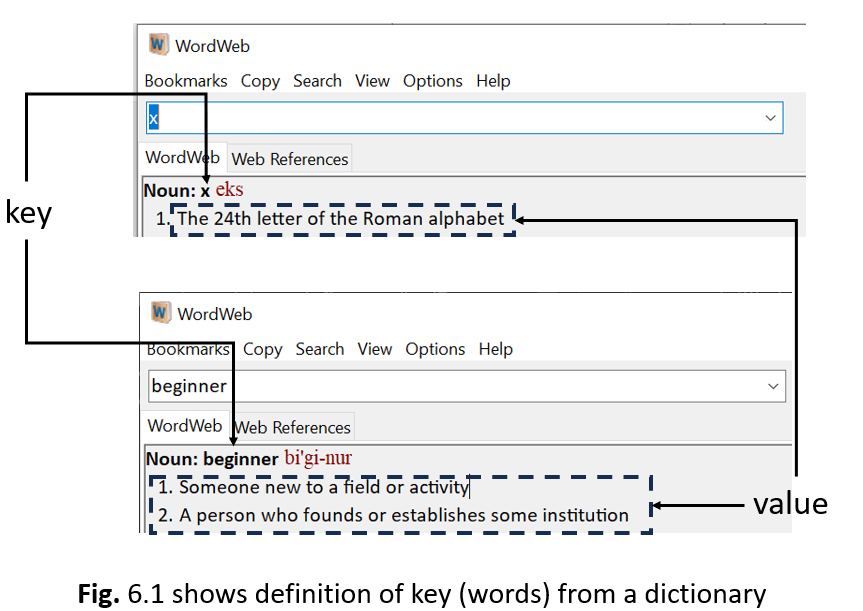 WordWeb
Bookmarks Copy Search View Options Help
x
WordWeb Web References
Noun: x eks
1. The 24th letter of the Roman alphabet
key
WordWeb
Bookmarks Copy Search View Options Help
beginner
WordWeb Web References
Noun: beginner bi'gi-nur
1. Someone new to a field or activity
2. A person who founds or establishes some institution
value
Fig. 6.1 shows definition of key (words) from a dictionary